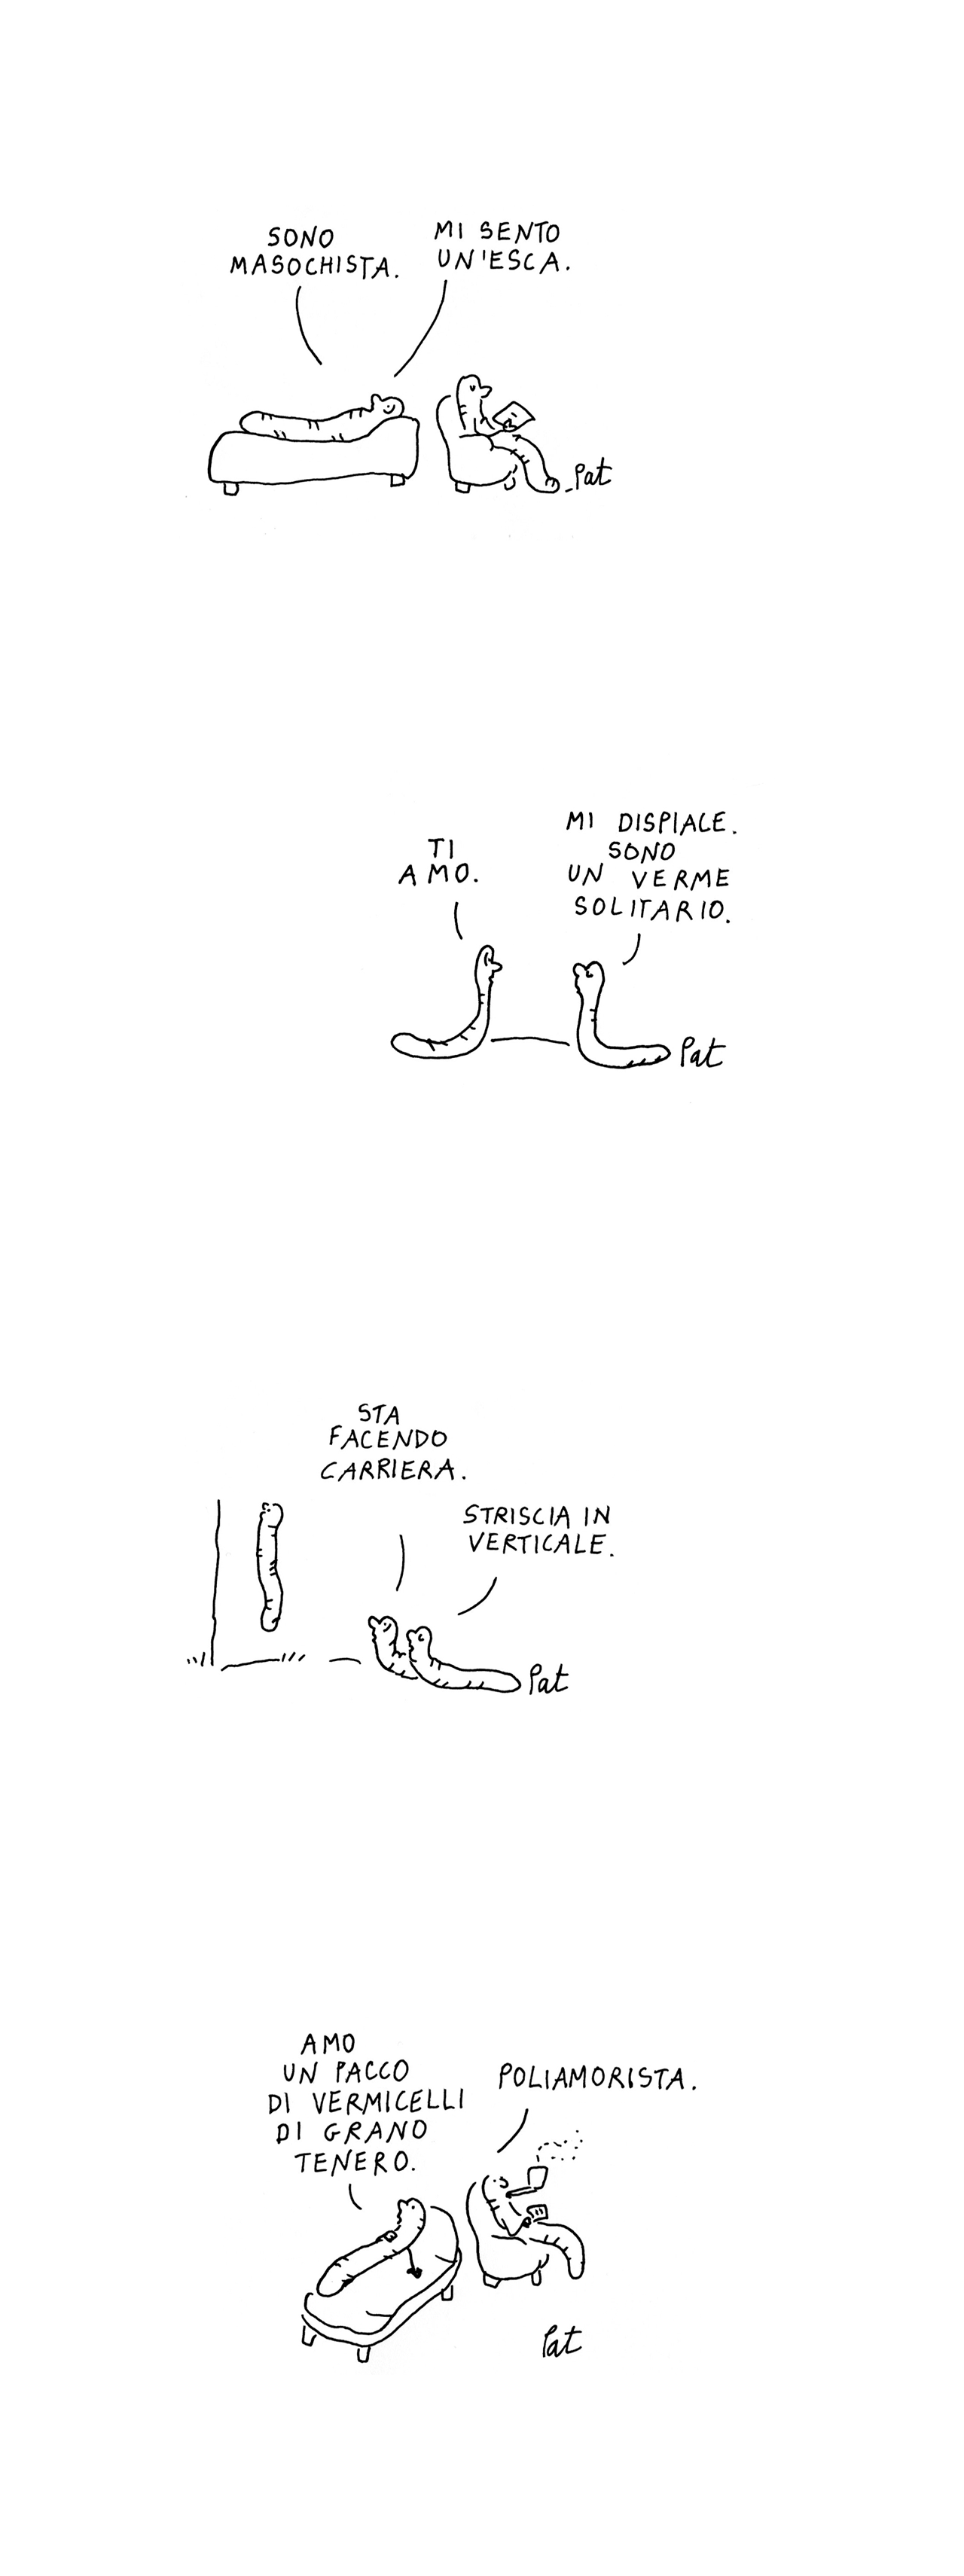 SONO
MASOCHISTA.
MI SENTO
UN'ESCA.
Pat
TI
AMO.
MI DISPIACE.
SONO
UN VERME
SOLITARIO.
Pat
STA
FACENDO
CARRIERA.
STRISCIA IN
VERTICALE.
Pat
AMO
UN PACCO
DI VERMICELLI
DI GRANO
TENERO.
POLIAMORISTA.
Pat